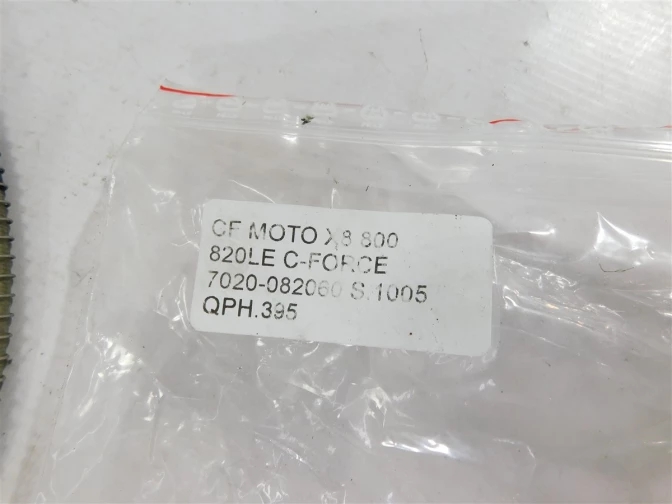 CF MOTO X8 800
820LE C-FORCE
7020-082060 S.1005
QPH.395